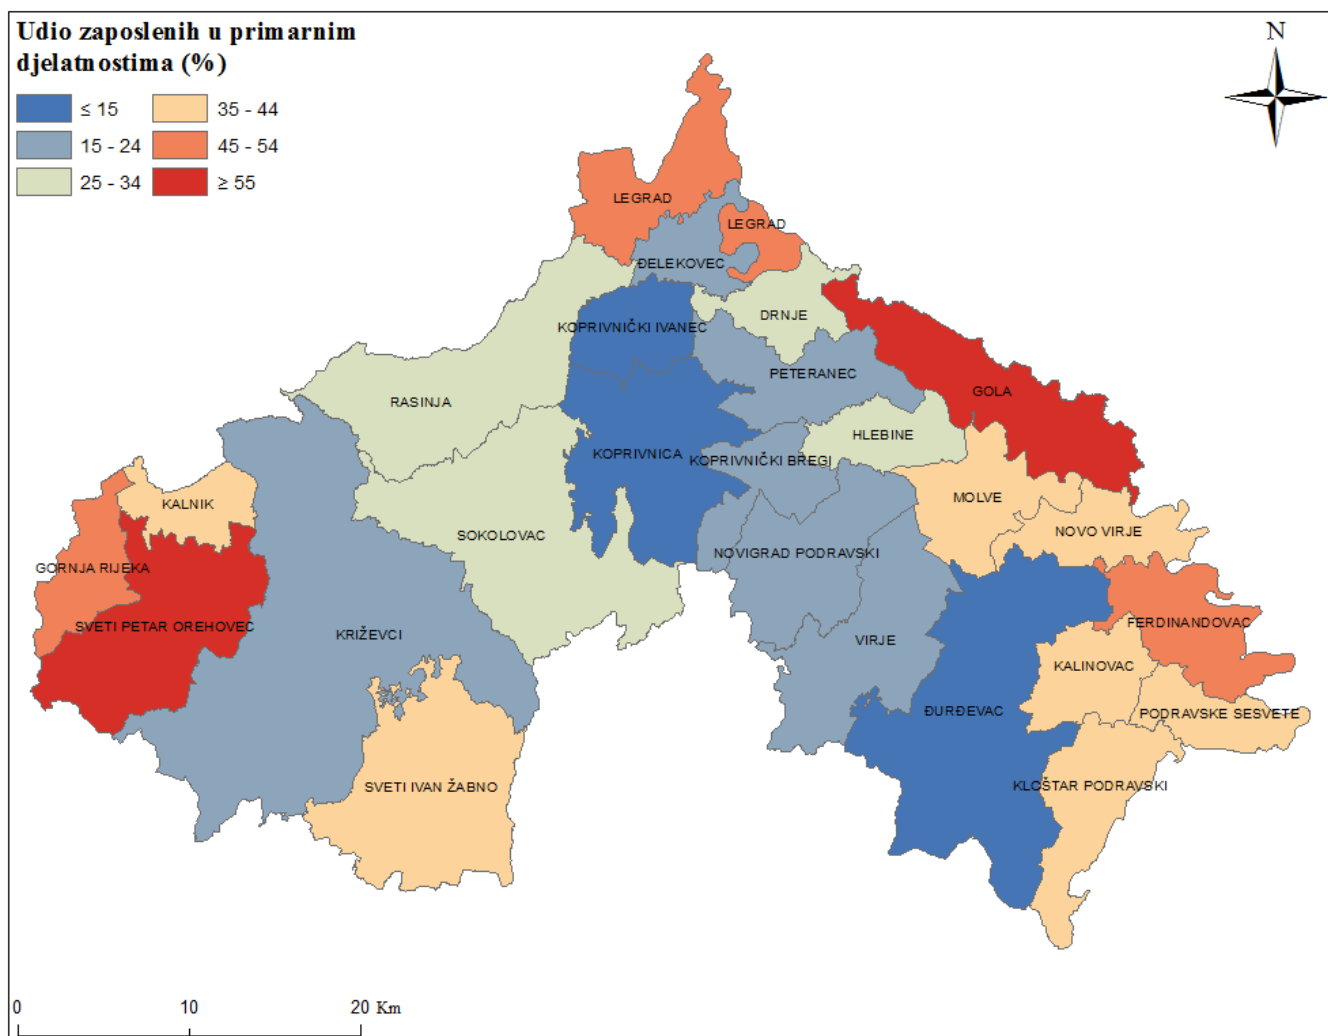 Udio zaposlenih u primarnim
djelatnostima (%)
≤ 15
35 - 44
15 - 24
45 - 54
25 - 34
≥ 55
N
LEGRAD
LEGRAD
ĐELEKOVEC
DRNJE
KOPRIVNIČKI IVANEC
PETERANEC
GOLA
RASINJA
HLEBINE
KOPRIVNICA
KOPRIVNIČKI BREGI
MOLVE
KALNIK
SOKOLOVAC
NOVO VIRJE
NOVIGRAD PODRAVSKI
GORNJA RIJEKA
SVETI PETAR OREHOVEC
KRIŽEVCI
VIRJE
FERDINANDOVAC
KALINOVAC
ĐURĐEVAC
PODRAVSKE SESVETE
SVETI IVAN ŽABNO
KLOŠTAR PODRAVSKI
0 10 20 Km